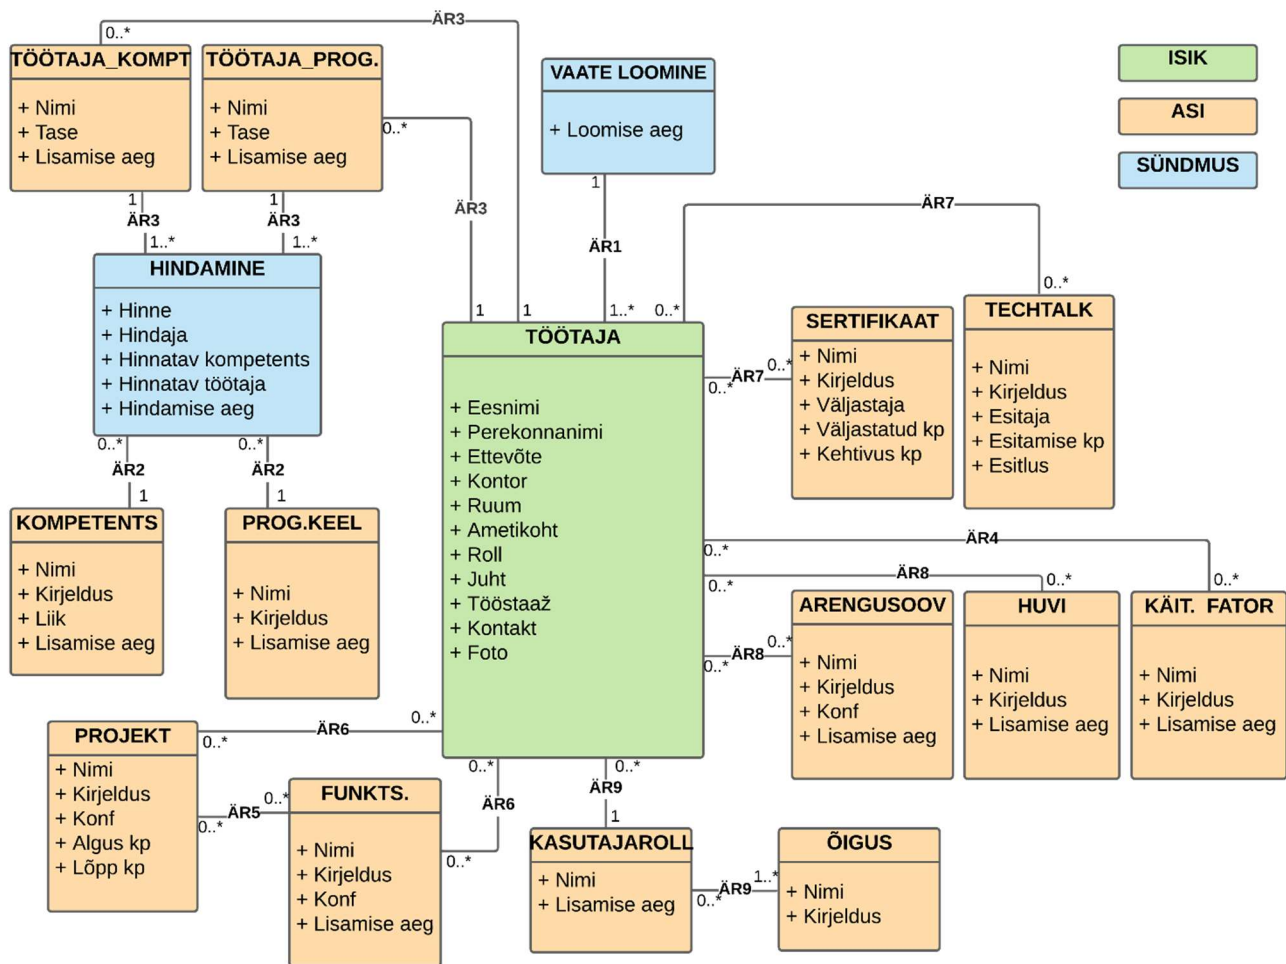 ÄR3
0..*
TÖÖTAJA_KOMPT
+ Nimi
+ Tase
+ Lisamise aeg
TÖÖTAJA_PROG.
+ Nimi
+ Tase
+ Lisamise aeg
0..*
ÄR3
VAATE LOOMINE
+ Loomise aeg
ISIK
ASI
SÜNDMUS
1
ÄR3
1..*
1
ÄR3
1..*
1
ÄR1
1..*
ÄR7
0..*
0..*
1
1
HINDAMINE
+ Hinne
+ Hindaja
+ Hinnatav kompetents
+ Hinnatav töötaja
+ Hindamise aeg
TÖÖTAJA
+ Eesnimi
+ Perekonnanimi
+ Ettevõte
+ Kontor
+ Ruum
+ Ametikoht
+ Roll
+ Juht
+ Tööstaaž
+ Kontakt
+ Foto
0..*
ÄR7
0..*
SERTIFIKAAT
+ Nimi
+ Kirjeldus
+ Väljastaja
+ Väljastatud kp
+ Kehtivus kp
TECHTALK
+ Nimi
+ Kirjeldus
+ Esitaja
+ Esitamise kp
+ Esitlus
0..*
ÄR2
1
0..*
ÄR2
1
KOMPETENTS
+ Nimi
+ Kirjeldus
+ Liik
+ Lisamise aeg
PROG.KEEL
+ Nimi
+ Kirjeldus
+ Lisamise aeg
0..*
ÄR4
0..*
0..*
ÄR8
0..*
0..*
ÄR8
0..*
ARENGUSOOV
+ Nimi
+ Kirjeldus
+ Konf
+ Lisamise aeg
HUVI
+ Nimi
+ Kirjeldus
+ Lisamise aeg
KÄIT. FATOR
+ Nimi
+ Kirjeldus
+ Lisamise aeg
PROJEKT
+ Nimi
+ Kirjeldus
+ Konf
+ Algus kp
+ Lõpp kp
0..*
ÄR6
0..*
0..*
ÄR5
0..*
FUNKTS.
+ Nimi
+ Kirjeldus
+ Konf
+ Lisamise aeg
0..*
ÄR6
0..*
0..*
ÄR9
1
KASUTAJAROLL
+ Nimi
+ Lisamise aeg
0..*
ÄR9
1..*
ÕIGUS
+ Nimi
+ Kirjeldus